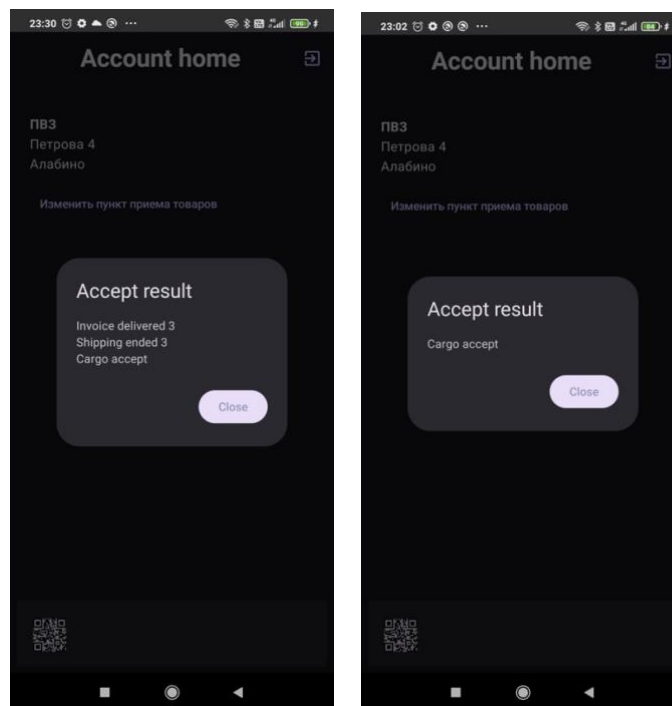 23:30
Account home
ПВЗ
Петрова 4
Алабино
Изменить пункт приема товаров
Accept result
Invoice delivered 3
Shipping ended 3
Cargo accept
Close
23:02
Account home
ПВЗ
Петрова 4
Алабино
Изменить пункт приема товаров
Accept result
Cargo accept
Close